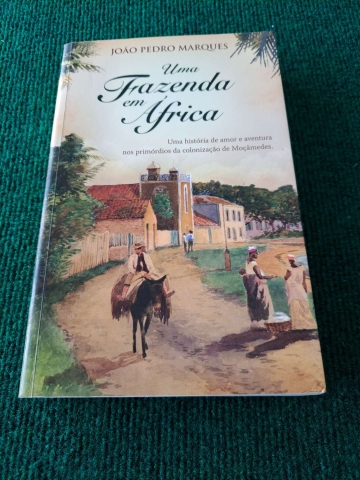 JOÃO PEDRO MARQUES
Uma
Fazenda
em África
Uma história de amor e aventura
nos primórdios da colonização de Moçâmedes.